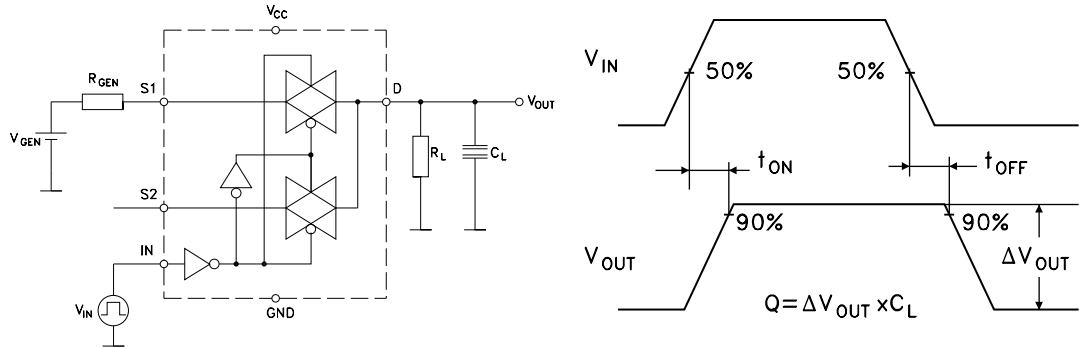 VCC
RGEN
S1
D
VOUT
VGEN
RL
CL
S2
IN
VIN
GND
VIN
50%
50%
tON
tOFF
90%
90%
VOUT
ΔVOUT
Q=ΔVOUT xCL